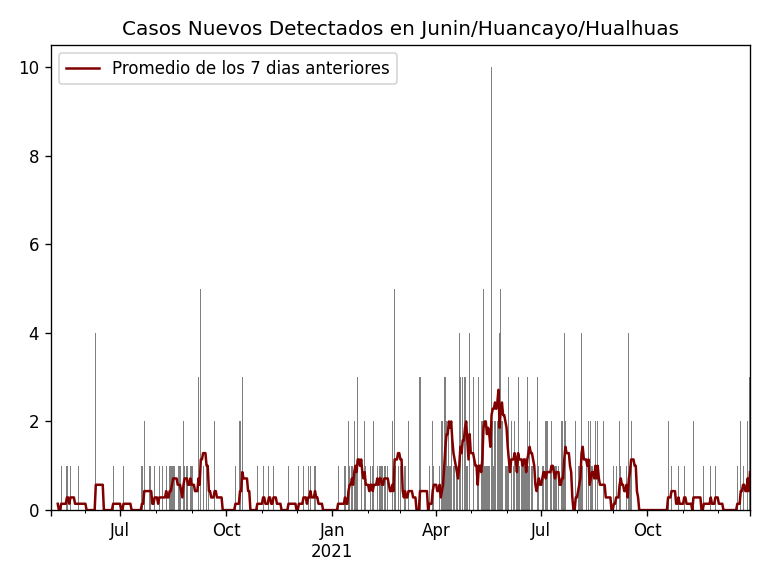 Casos Nuevos Detectados en Junin/Huancayo/Hualhuas
Promedio de los 7 dias anteriores
10
8
6
4
2
0
Jul Oct Jan Apr Jul Oct
2021